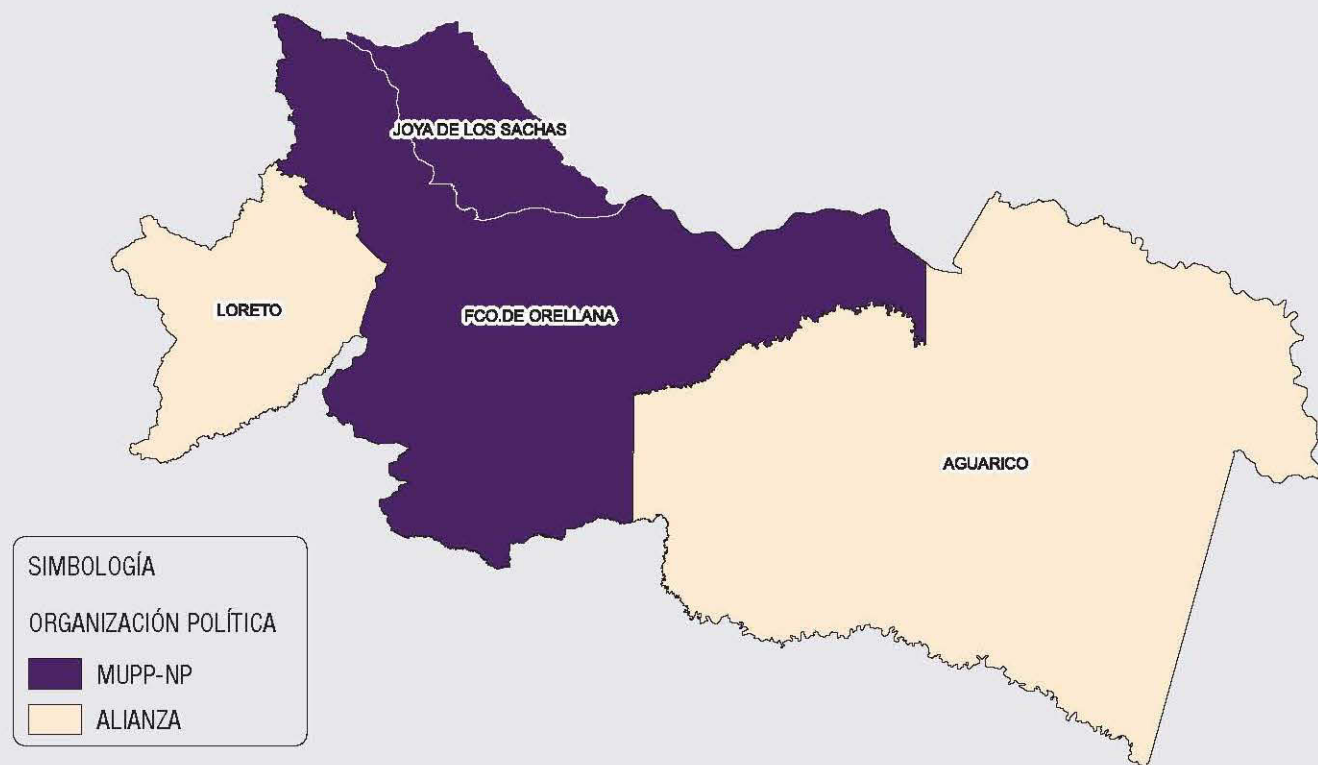 JOYA DE LOS SACHAS
LORETO
FCO.DE ORELLANA
AGUARICO
SIMBOLOGÍA
ORGANIZACIÓN POLÍTICA
MUPP-NP
ALIANZA